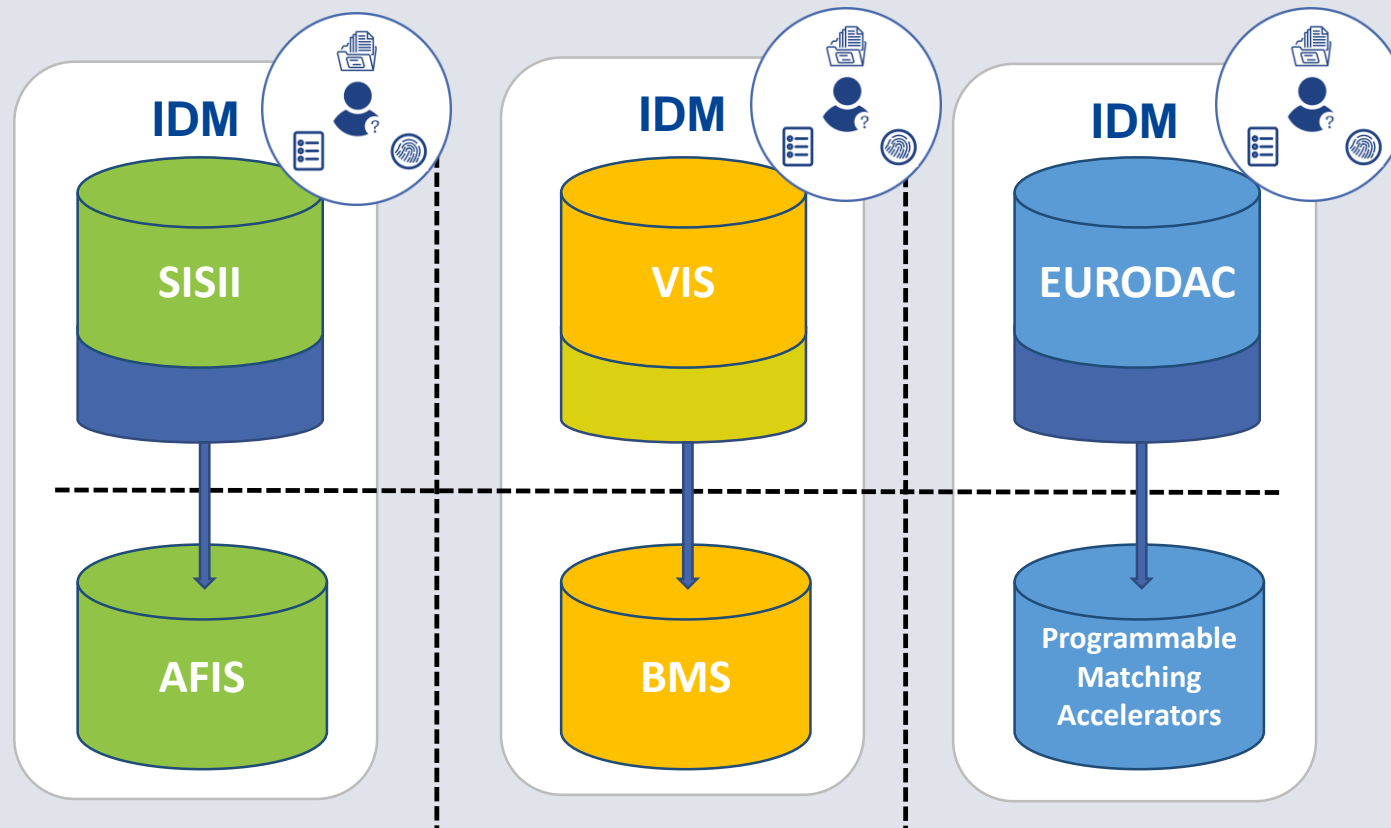 IDM
SISII
AFIS
IDM
VIS
BMS
IDM
EURODAC
Programmable
Matching
Accelerators
?
?
?